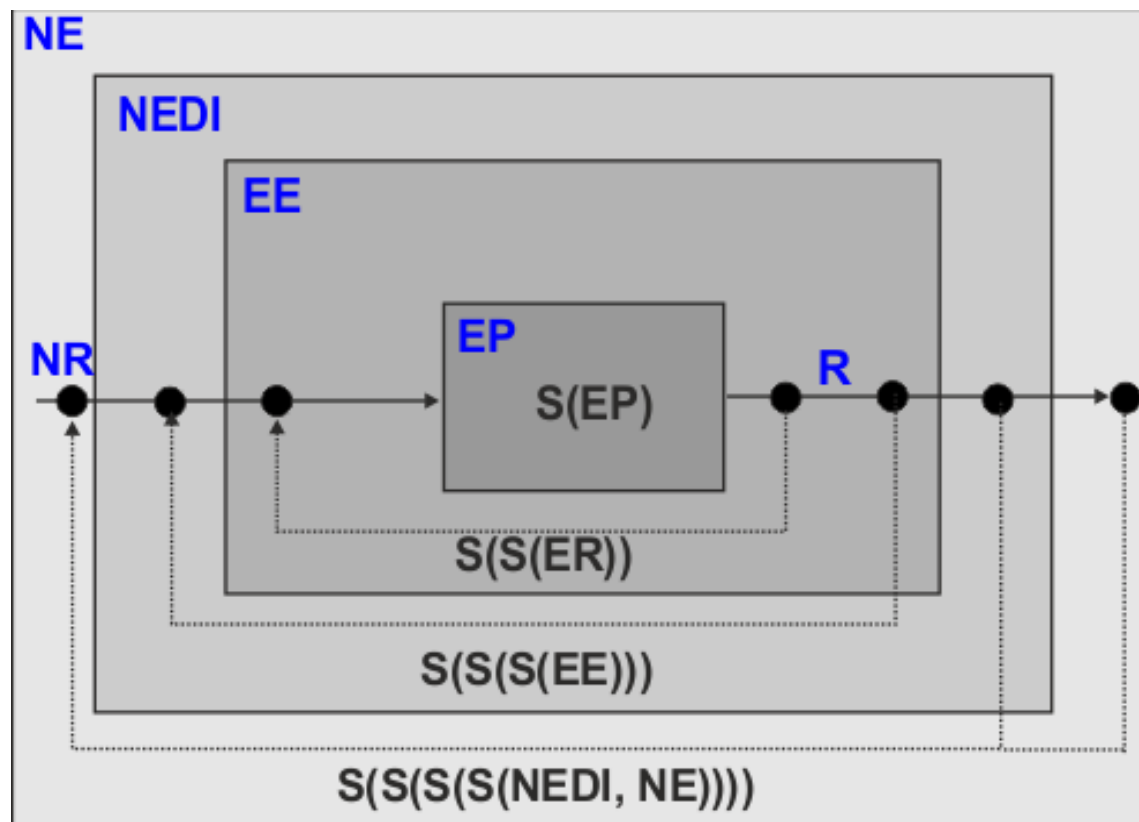 NE
NEDI
EE
NR
EP
R
S(EP)
S(S(ER))
S(S(S(EE)))
S(S(S(S(NEDI, NE))))